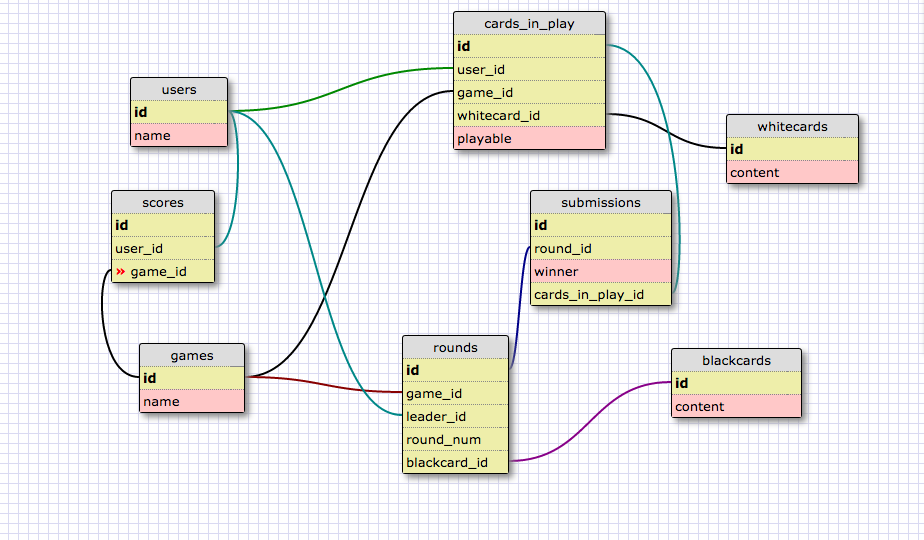 cards_in_play
id
user_id
game_id
whitecard_id
playable
users
id
name
whitecards
id
content
scores
id
user_id
» game_id
submissions
id
round_id
winner
cards_in_play_id
games
id
name
rounds
id
game_id
leader_id
round_num
blackcard_id
blackcards
id
content